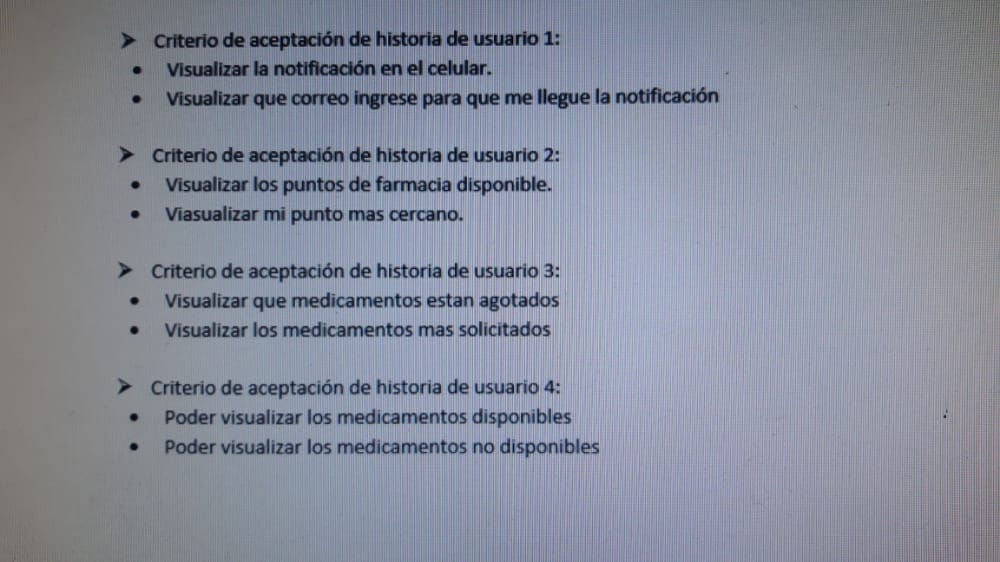 ➤ Criterio de aceptación de historia de usuario 1:
• Visualizar la notificación en el celular.
• Visualizar que correo ingrese para que me llegue la notificación
➤ Criterio de aceptación de historia de usuario 2:
• Visualizar los puntos de farmacia disponible.
• Viasualizar mi punto mas cercano.
➤ Criterio de aceptación de historia de usuario 3:
• Visualizar que medicamentos estan agotados
• Visualizar los medicamentos mas solicitados
➤ Criterio de aceptación de historia de usuario 4:
• Poder visualizar los medicamentos disponibles
• Poder visualizar los medicamentos no disponibles